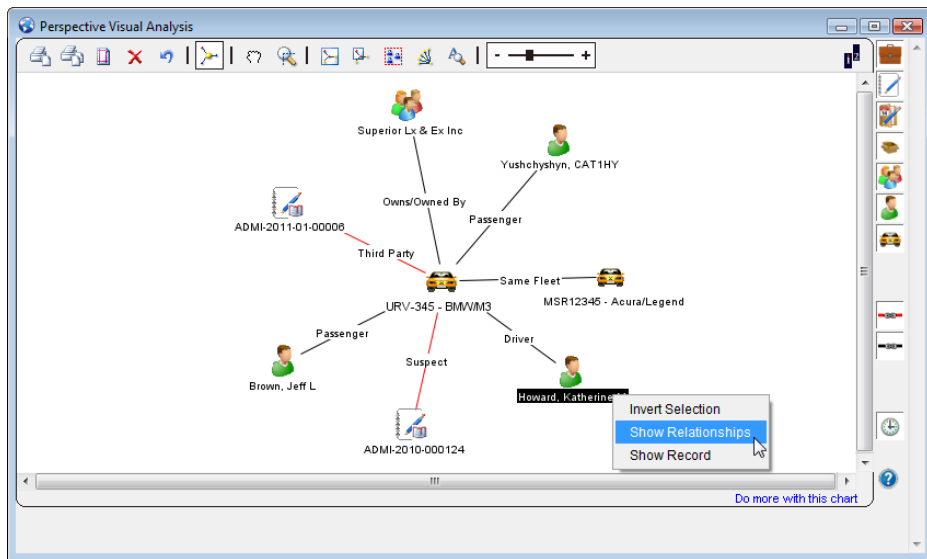 Perspective Visual Analysis
- +
Superior Lx & Ex Inc
Yushchyshyn, CAT1HY
Owns/Owned By
Passenger
ADMI-2011-01-00006
Third Party
Same Fleet
MSR12345 - Acura/Legend
URV-345 - BMW/M3
Passenger
Driver
Suspect
Brown, Jeff L
Howard, Katherine
Invert Selection
Show Relationships
Show Record
ADMI-2010-000124
Do more with this chart